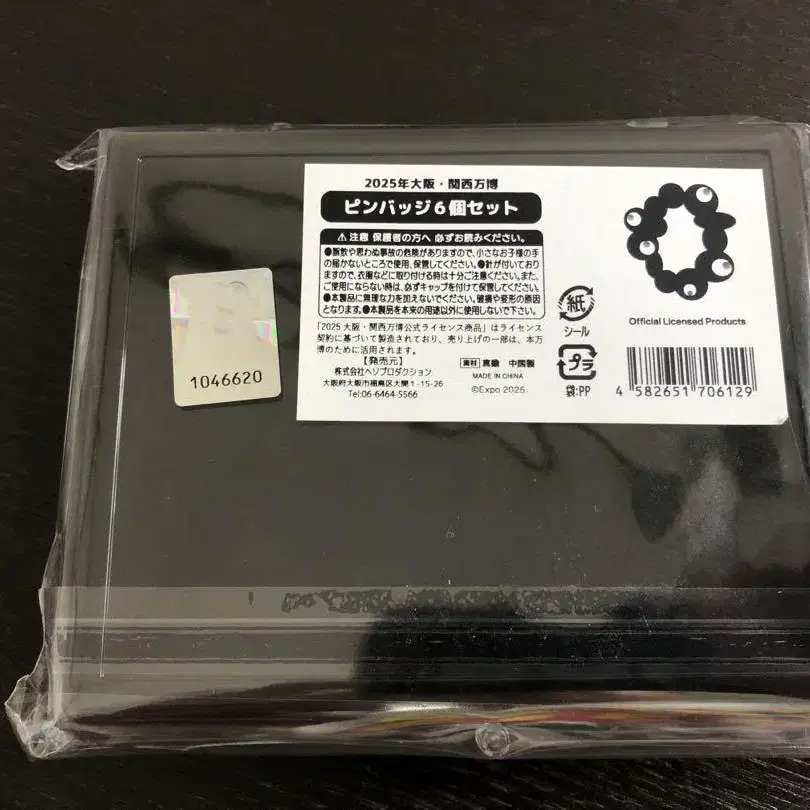 2025年大阪・関西万博
ピンバッジ6個セット
⚠注意 保護者の方へ 必ずお読みください。
●誤飲や思わぬ事故の危険がありますので、小さなお子様の手
の届かないところで使用、保管してください。●針が付いており
ますので、衣服などに取り付ける時は十分ご注意ください。また、
ご使用にならない時は、必ずキャップを付けて保管してください。
●本製品に無理な力を加えないでください。破損や変形の原因
となります。●本製品を本来の用途以外に使用しないで下さい。
「2025 大阪・関西万博公式ライセンス商品」はライセンス
契約に基づいて製造されており、売り上げの一部は、本万
博のために活用されます。
【発売元】
株式会社ヘソプロダクション
大阪府大阪市福島区大開1-15-26
Tel:06-6464-5566
素材 真鍮 中国製
MADE IN CHINA
©Expo 2025
紙
シール
プラ
袋:PP
Official Licensed Products
4 582651 706129
1046620